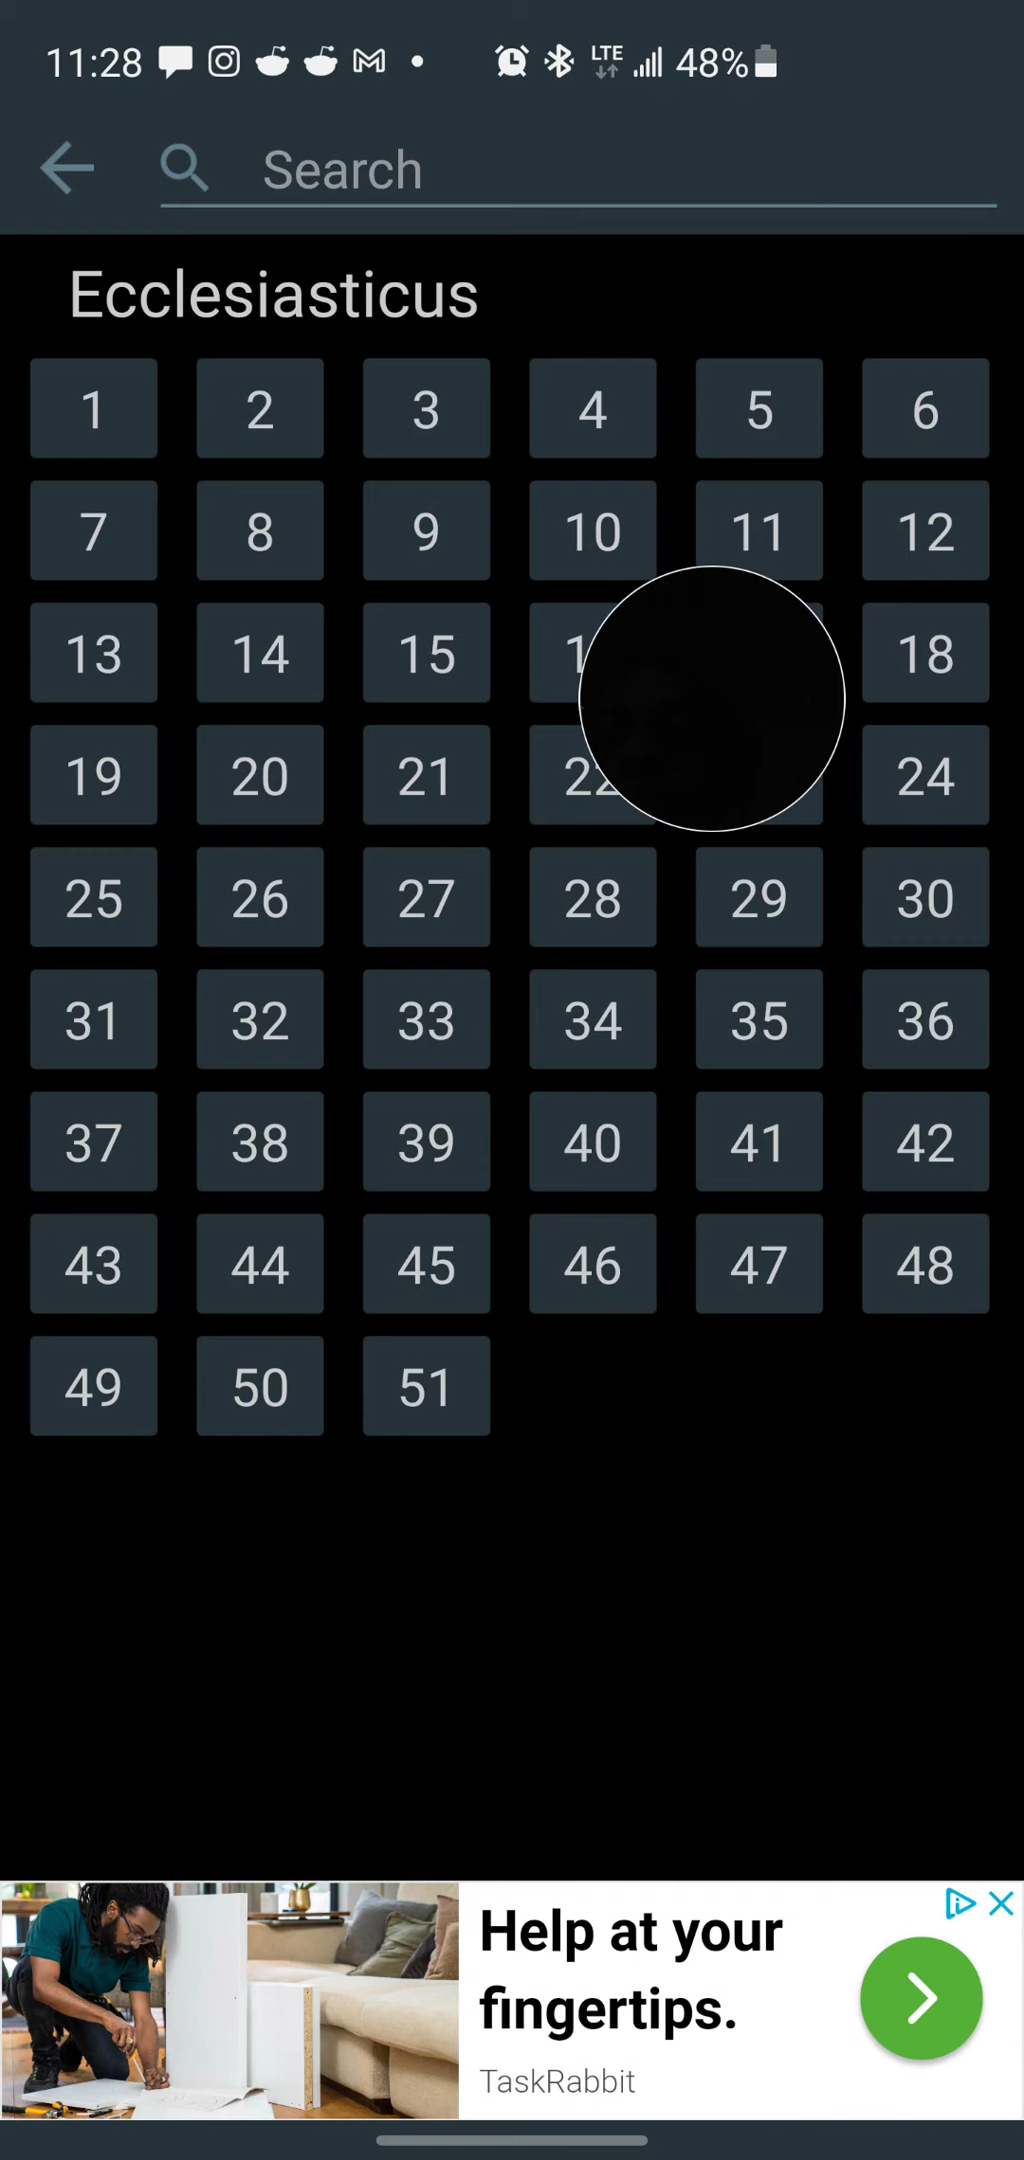 11:28 LTE 48%
Search
Ecclesiasticus
1 2 3 4 5 6
7 8 9 10 11 12
13 14 15 18
19 20 21 22 24
25 26 27 28 29 30
31 32 33 34 35 36
37 38 39 40 41 42
43 44 45 46 47 48
49 50 51
Help at your
fingertips.
TaskRabbit